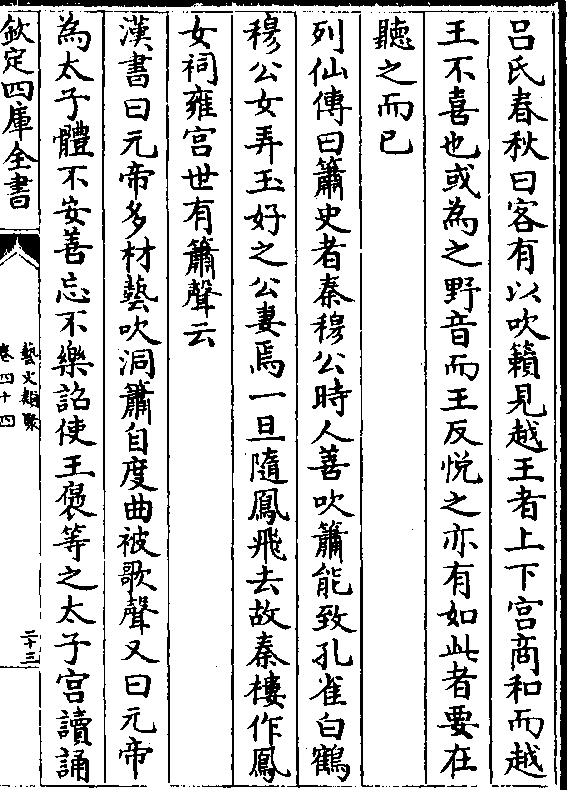 呂氏春秋曰客有以吹籟見越王者上下宫商和而越
王不喜也或為之野音而王反悦之亦有如此者要在
聽之而已
列仙傳曰簫史者秦穆公時人善吹簫能致孔雀白鶴
穆公女弄玉好之公妻焉一旦隨鳳飛去故秦樓作鳳
女祠雍宫世有簫聲云
漢書曰元帝多材藝吹洞簫自度曲被歌聲又曰元帝
為太子體不安善忘不樂詔使王褒等之太子宫讀誦
欽定四庫全書
藝文類聚
卷四十四
二十三